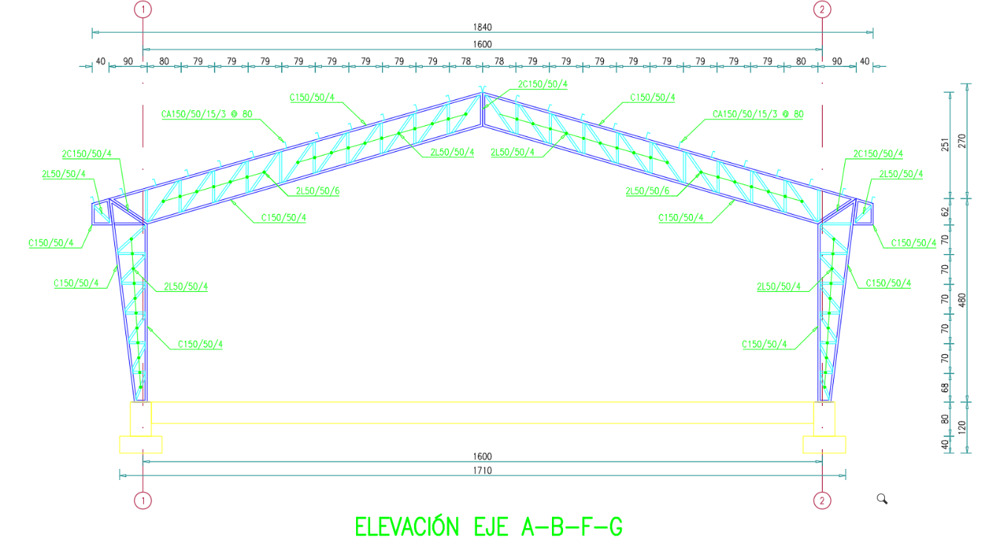 1
2
1840
1600
40 90 80 79 79 79 79 79 79 79 79 78 78 79 79 79 79 79 79 79 79 80 90 40
2C150/50/4
C150/50/4
C150/50/4
CA150/50/15/3 @ 80
CA150/50/15/3 @ 80
2C150/50/4
2L50/50/4
2L50/50/4
2C150/50/4
2L50/50/4
2L50/50/4
2L50/50/6
2L50/50/6
C150/50/4
C150/50/4
C150/50/4
C150/50/4
C150/50/4
2L50/50/4
2L50/50/4
C150/50/4
C150/50/4
C150/50/4
251
270
62
70
70
70
70
70
68
480
80
40
120
1600
1710
1
2
ELEVACIÓN EJE A-B-F-G